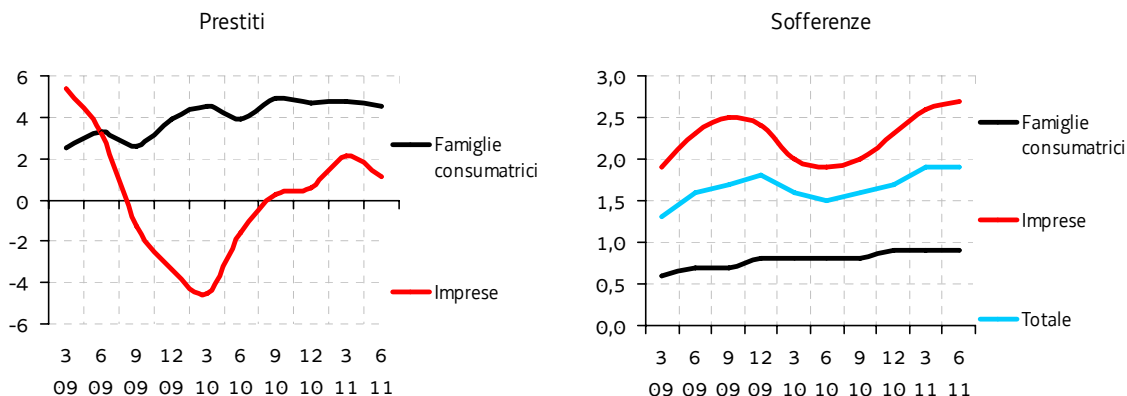 Prestiti
6
4
2
0
-2
-4
-6
3 6 9 12 3 6 9 12 3 6
09 09 09 09 10 10 10 10 11 11
Famiglie
consumatrici
Imprese
Sofferenze
3,0
2,5
2,0
1,5
1,0
0,5
0,0
3 6 9 12 3 6 9 12 3 6
09 09 09 09 10 10 10 10 11 11
Famiglie
consumatrici
Imprese
Totale